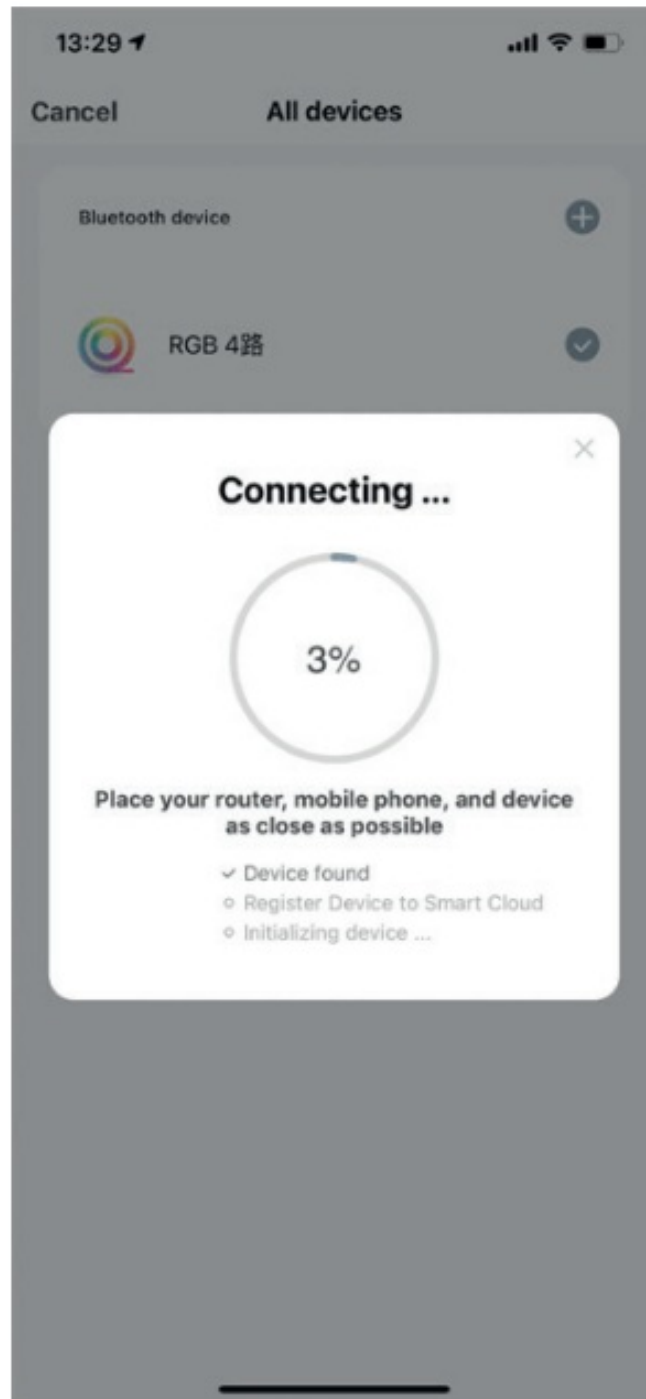 13:29
Cancel All devices
Bluetooth device
RGB 4路
Connecting ...
3%
Place your router, mobile phone, and device
as close as possible
Device found
Register Device to Smart Cloud
Initializing device ...